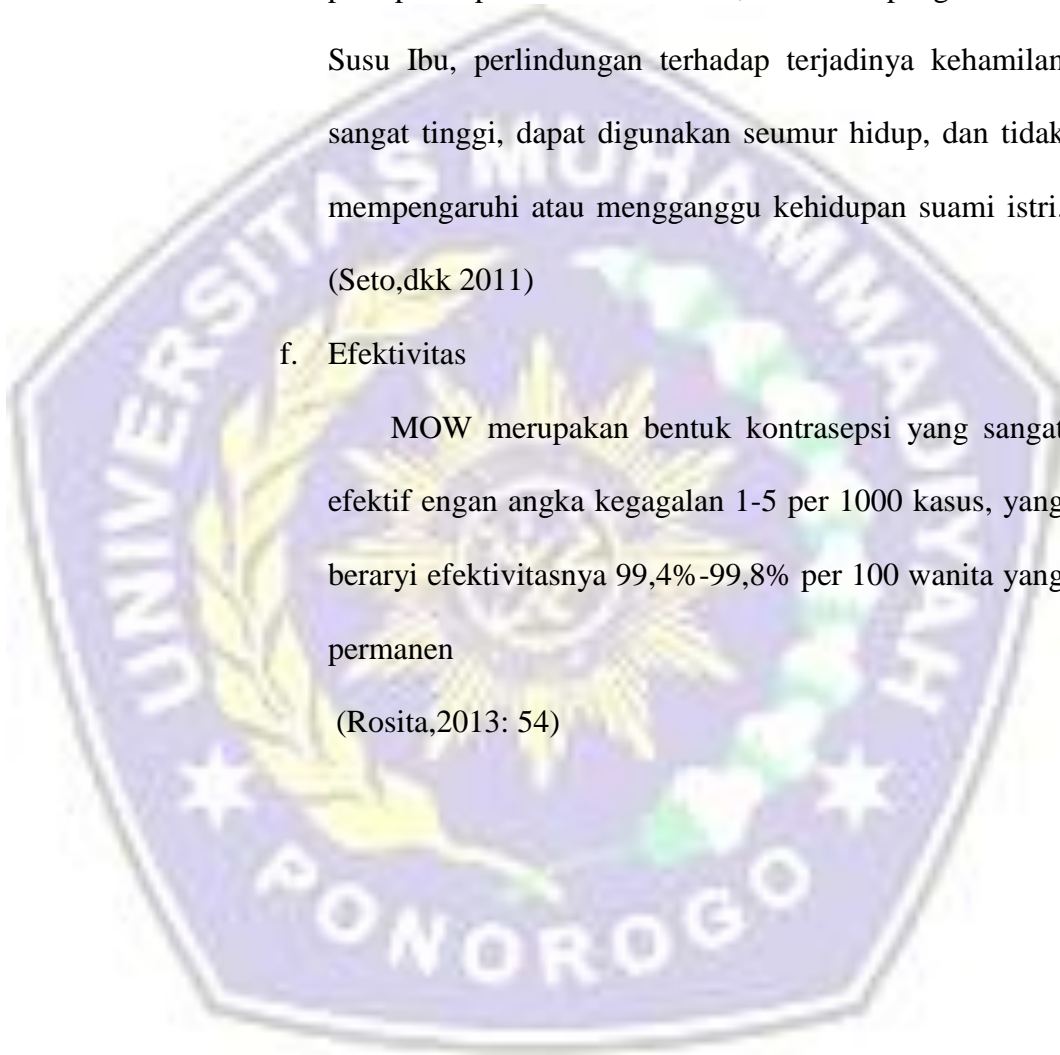 Susu Ibu, perlindungan terhadap terjadinya kehamilan
sangat tinggi, dapat digunakan seumur hidup, dan tidak
mempengaruhi atau mengganggu kehidupan suami istri.
(Seto,dkk 2011)
f. Efektivitas
MOW merupakan bentuk kontrasepsi yang sangat
efektif engan angka kegagalan 1-5 per 1000 kasus, yang
beraryi efektivitasnya 99,4%-99,8% per 100 wanita yang
permanen
(Rosita,2013: 54)
UNIVERSITAS MUHAMMADIYAH
PONOROGO